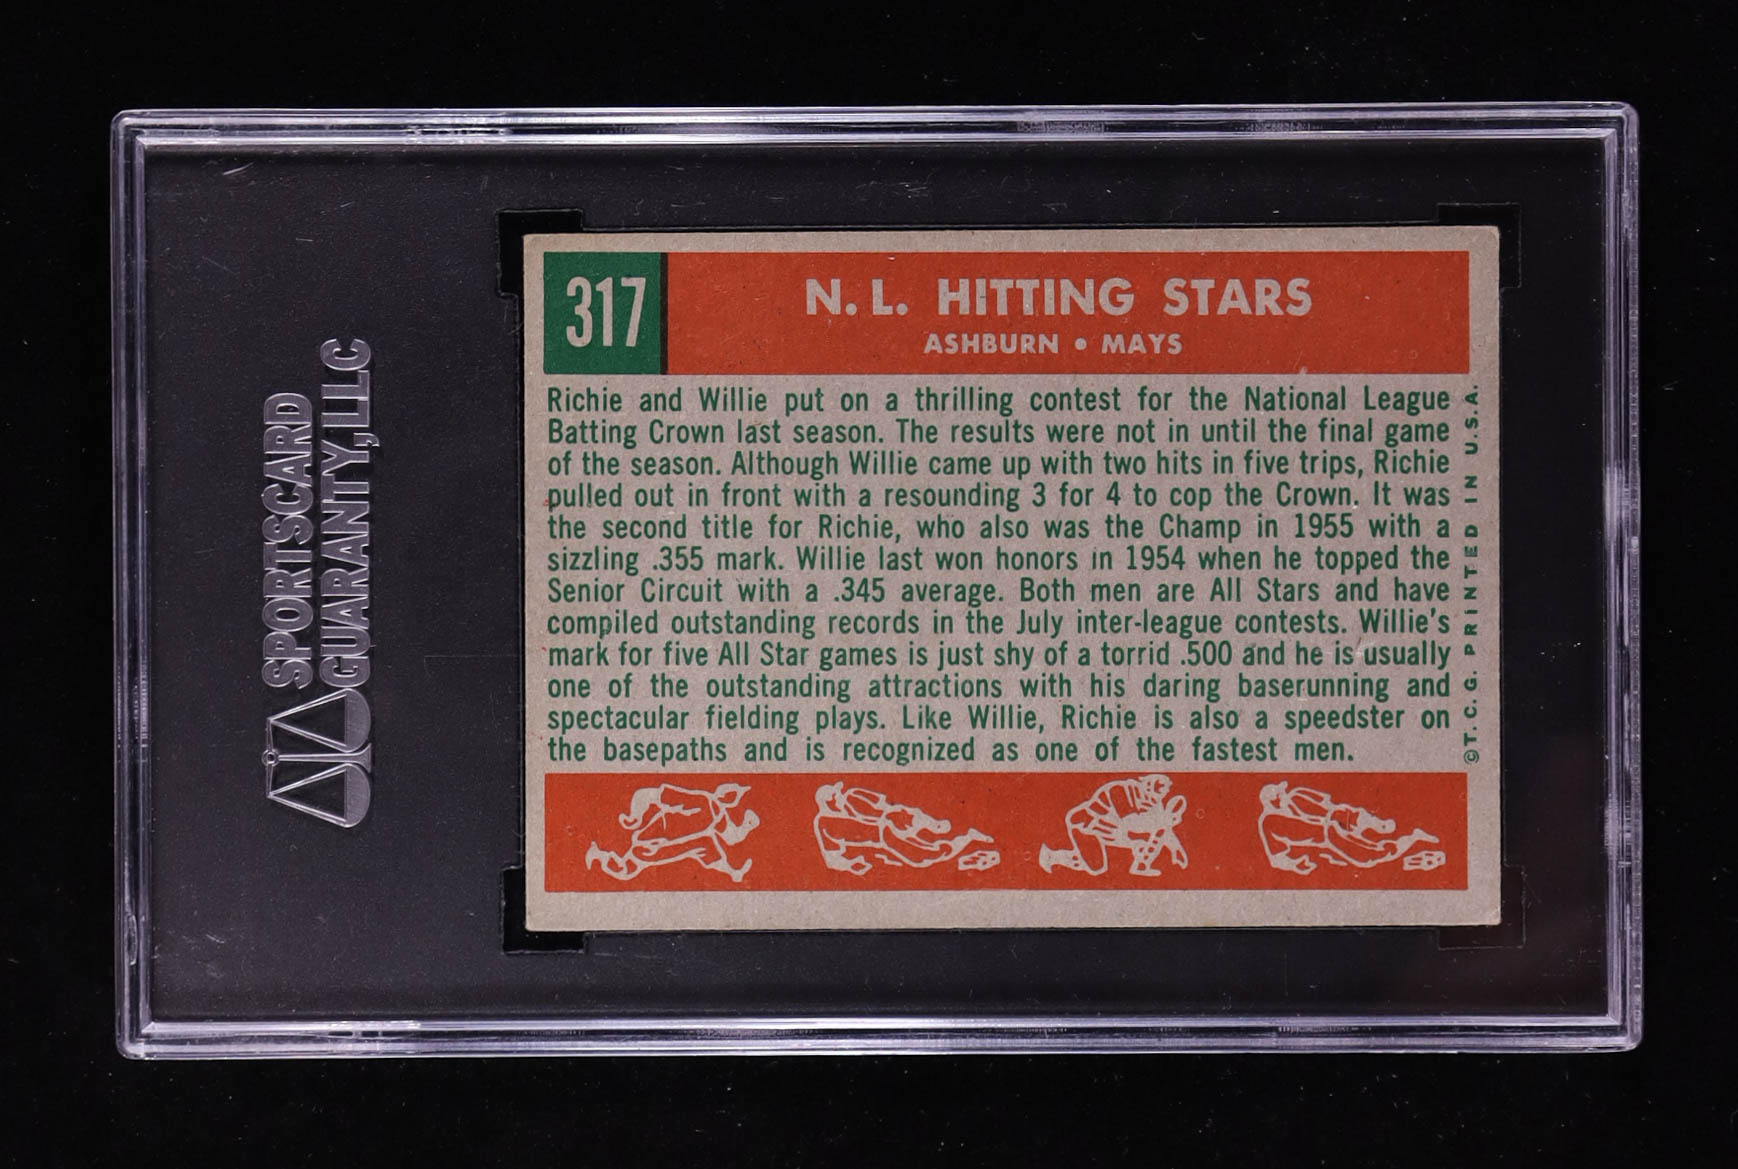 SPORTSCARD
GUARANTY, LLC
317
N. L. HITTING STARS
ASHBURN • MAYS
Richie and Willie put on a thrilling contest for the National League
Batting Crown last season. The results were not in until the final game
of the season. Although Willie came up with two hits in five trips, Richie
pulled out in front with a resounding 3 for 4 to cop the Crown. It was
the second title for Richie, who also was the Champ in 1955 with a
sizzling .355 mark. Willie last won honors in 1954 when he topped the
Senior Circuit with a .345 average. Both men are All Stars and have
compiled outstanding records in the July inter-league contests. Willie's
mark for five All Star games is just shy of a torrid .500 and he is usually
one of the outstanding attractions with his daring baserunning and
spectacular fielding plays. Like Willie, Richie is also a speedster on
the basepaths and is recognized as one of the fastest men.
©T.C.G. PRINTED IN U.S.A.